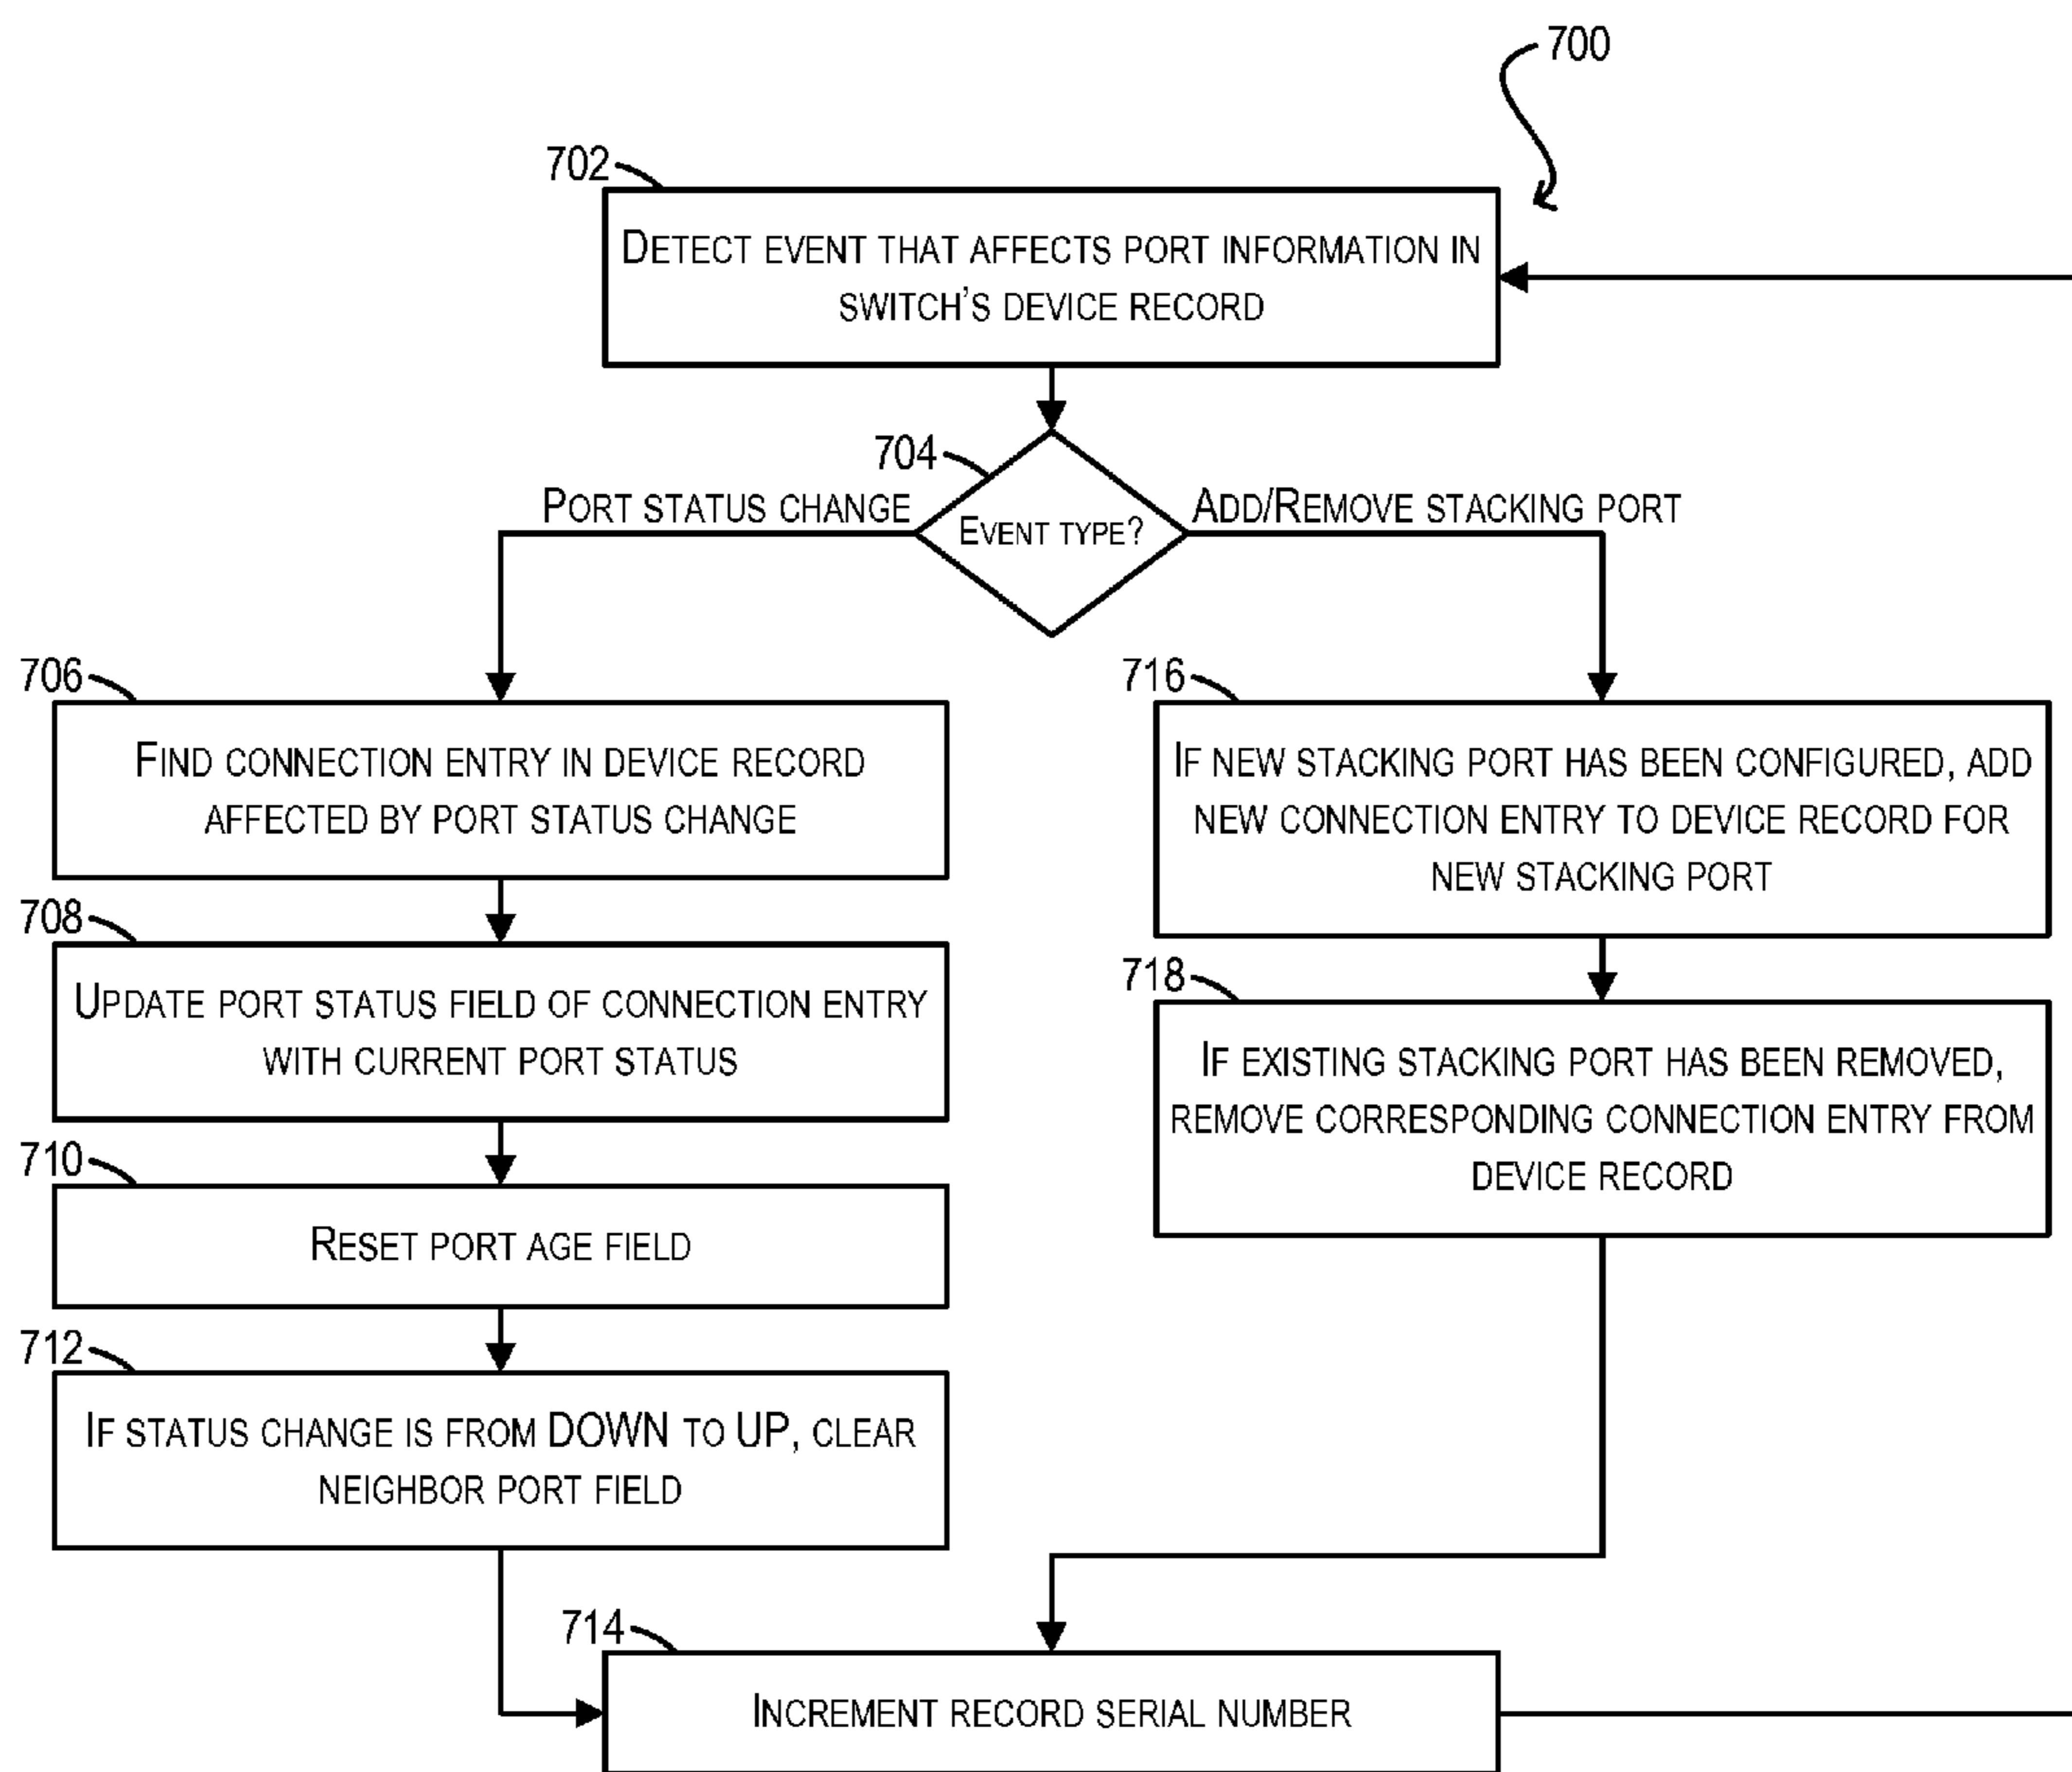 700
702
Detect event that affects port information in
switch's device record
704
Port status change
Event type?
Add/Remove stacking port
706
Find connection entry in device record
affected by port status change
708
Update port status field of connection entry
with current port status
710
Reset port age field
712
If status change is from DOWN to UP, clear
neighbor port field
716
If new stacking port has been configured, add
new connection entry to device record for
new stacking port
718
If existing stacking port has been removed,
remove corresponding connection entry from
device record
714
Increment record serial number